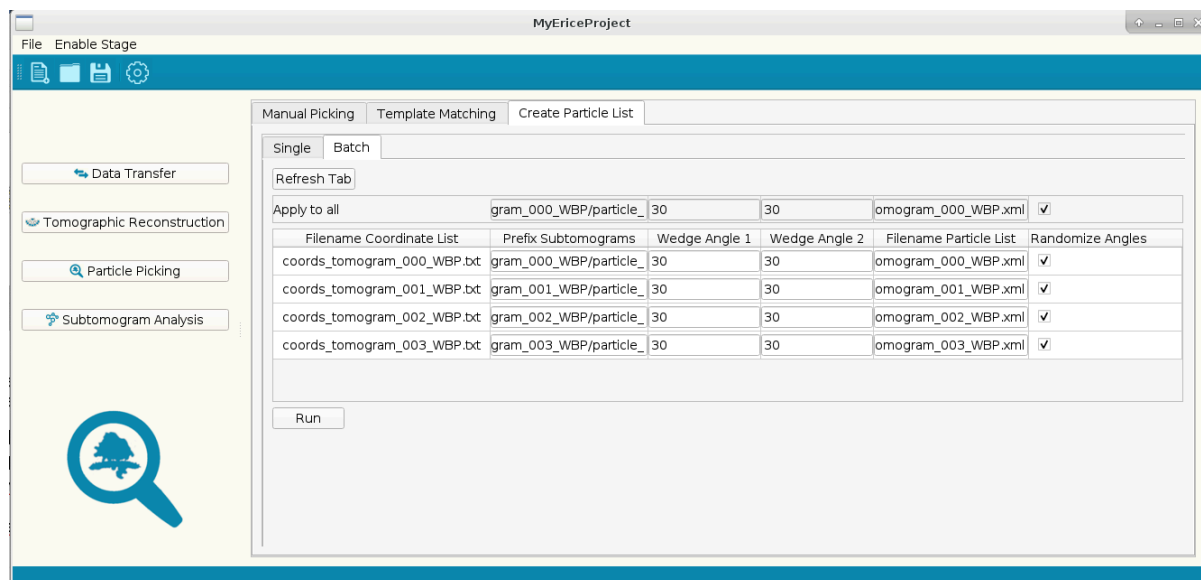 MyEriceProject
File Enable Stage
Manual Picking Template Matching Create Particle List
Single Batch
Data Transfer
Refresh Tab
Apply to all gram_000_WBP/particle_ 30 30 omogram_000_WBP.xml
Tomographic Reconstruction
Filename Coordinate List Prefix Subtomograms Wedge Angle 1 Wedge Angle 2 Filename Particle List Randomize Angles
coords_tomogram_000_WBP.txt gram_000_WBP/particle_ 30 30 omogram_000_WBP.xml
Particle Picking
coords_tomogram_001_WBP.txt gram_001_WBP/particle_ 30 30 omogram_001_WBP.xml
coords_tomogram_002_WBP.txt gram_002_WBP/particle_ 30 30 omogram_002_WBP.xml
Subtomogram Analysis
coords_tomogram_003_WBP.txt gram_003_WBP/particle_ 30 30 omogram_003_WBP.xml
Run